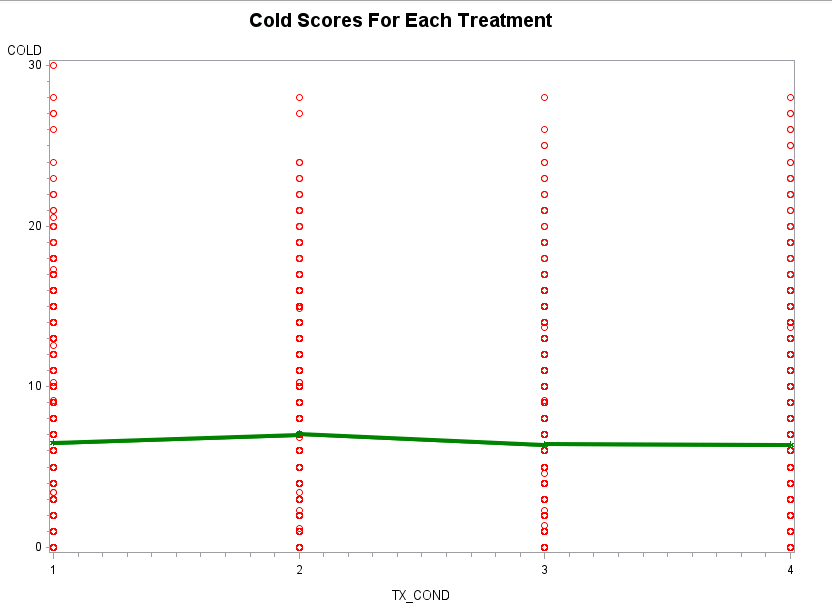 Cold Scores For Each Treatment
COLD
30
20
10
0
1 2 3 4
TX_COND